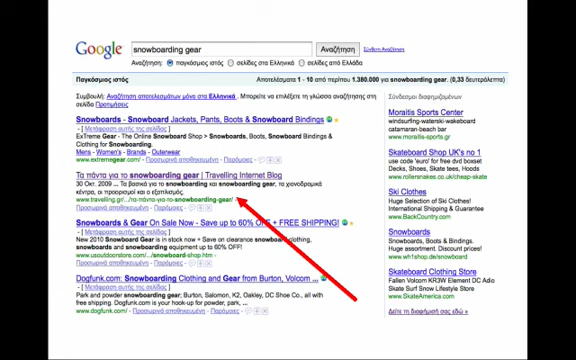 Google
snowboarding gear
Αναζήτηση
Σύνθετη Αναζήτηση
Αναζήτηση: παγκόσμιος ιστός σελίδες στα Ελληνικά σελίδες από Ελλάδα
Παγκόσμιος ιστός
Αποτελέσματα 1 - 10 από περίπου 1.380.000 για snowboarding gear. (0,33 δευτερόλεπτα)
Συμβουλή: Αναζήτηση αποτελεσμάτων μόνο στα Ελληνικά. Μπορείτε να επιλέξετε τη γλώσσα αναζήτησης στη
σελίδα Προτιμήσεις
Snowboards - Snowboard Jackets, Pants, Boots & Snowboard Bindings
[ Μετάφραση αυτής της σελίδας ]
ExTreme Gear - The Online Snowboard Shop > Snowboards, Boots, Snowboard Bindings &
Clothing for Snowboarding.
Mens - Women's - Brands - Outerwear
www.extremegear.com/ - Προσωρινά αποθηκευμένη - Παρόμοιες
Τα πάντα για το snowboarding gear | Travelling Internet Blog
30 Οκτ. 2009 ... Τα βασικά για το snowboarding και snowboarding gear, τα χιονοδρομικά
κέντρα, οι προορισμοί και ο εξοπλισμός.
www.travelling.gr/.../τα-πάντα-για-το-snowboarding-gear/ -
Προσωρινά αποθηκευμένη - Παρόμοιες
Snowboards & Gear On Sale Now - Save up to 60% OFF + FREE SHIPPING!
[ Μετάφραση αυτής της σελίδας ]
New 2010 Snowboard Gear is in stock now + Save on clearance snowboard clothing,
snowboards and snowboarding equipment up to 60% OFF!
www.usoutdoorstore.com/.../snowboard-shop.htm -
Προσωρινά αποθηκευμένη - Παρόμοιες
Dogfunk.com: Snowboarding Clothing and Gear from Burton, Volcom ...
[ Μετάφραση αυτής της σελίδας ]
Park and powder snowboard gear; Burton, Salomon, K2, Oakley, DC Shoe Co., and all with
free shipping. Dogfunk.com is your hook-up for powder, park, ...
Σύνδεσμοι διαφημιζομένων
Moraitis Sports Center
windsurfing-waterski-wakeboard
catamaran-beach bar
www.moraitis-sports.gr
Skateboard Shop UK's no 1
use code 'euro' for free dvd boxset
Decks, Shoes, Skate Tees, Hoods
www.rollersnakes.co.uk/cheap-skate
Ski Clothes
Huge Selection of Ski Clothes!
International Shipping & Guarantee
www.BackCountry.com
Snowboards
Snowboards, Bindings & Boots
Huge assortment. Discount prices!
www.wh1shop.de/snowboards
Skateboard Clothing Store
Fallen Volcom KR3W Element DC Adio
Skate Surf Snow Lifestyle Store
www.SkateAmerica.com
Δείτε τη διαφήμισή σας εδώ »